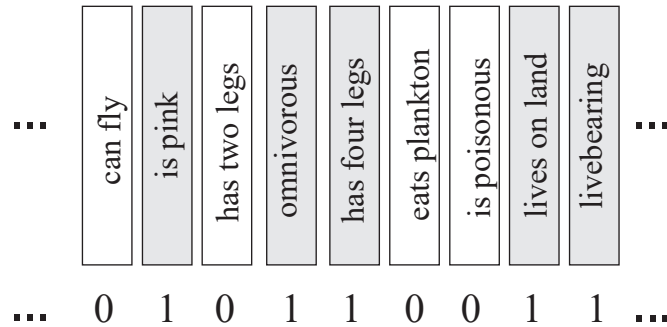 ... can fly is pink has two legs omnivorous has four legs eats plankton is poisonous lives on land livebearing ...
... 0 1 0 1 1 0 0 1 1 ...